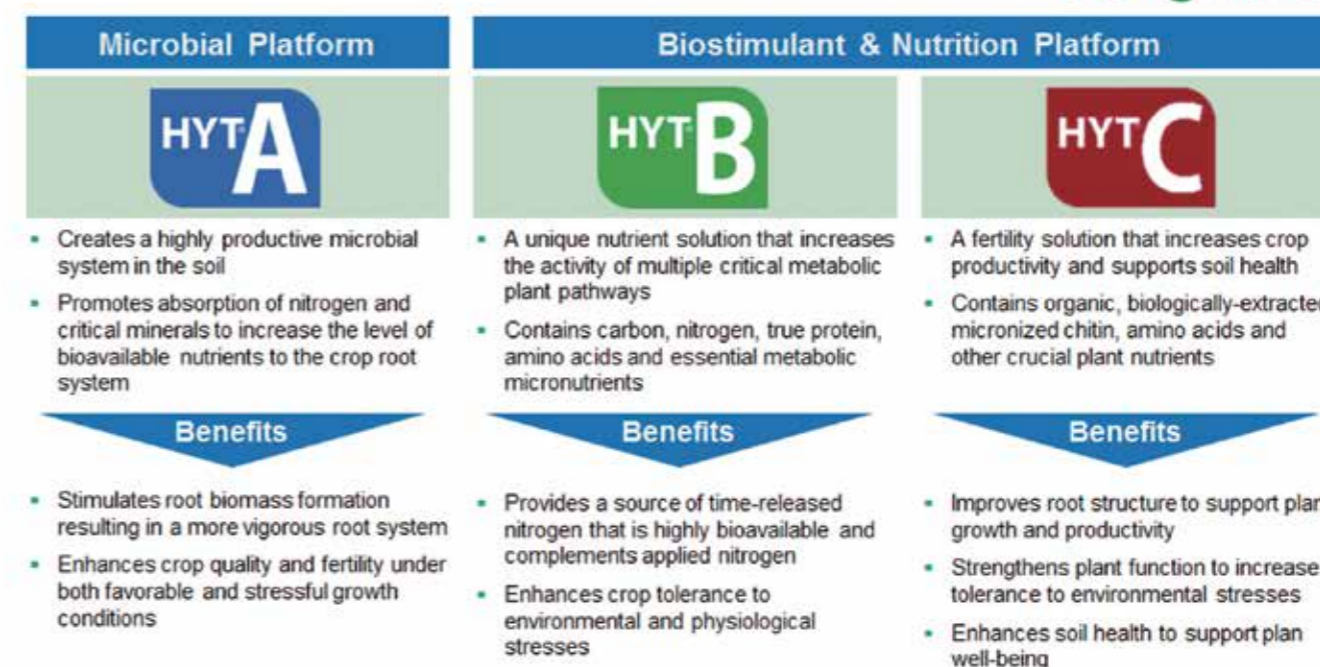 Microbial Platform
Biostimulant & Nutrition Platform
HYT® A
HYT® B
HYT C
▪ Creates a highly productive microbial
system in the soil
▪ Promotes absorption of nitrogen and
critical minerals to increase the level of
bioavailable nutrients to the crop root
system
▪ A unique nutrient solution that increases
the activity of multiple critical metabolic
plant pathways
▪ Contains carbon, nitrogen, true protein,
amino acids and essential metabolic
micronutrients
▪ A fertility solution that increases crop
productivity and supports soil health
▪ Contains organic, biologically-extracted
micronized chitin, amino acids and
other crucial plant nutrients
Benefits
Benefits
Benefits
▪ Stimulates root biomass formation
resulting in a more vigorous root system
▪ Enhances crop quality and fertility under
both favorable and stressful growth
conditions
▪ Provides a source of time-released
nitrogen that is highly bioavailable and
complements applied nitrogen
▪ Enhances crop tolerance to
environmental and physiological
stresses
▪ Improves root structure to support plan
growth and productivity
▪ Strengthens plant function to increase
tolerance to environmental stresses
▪ Enhances soil health to support plan
well-being